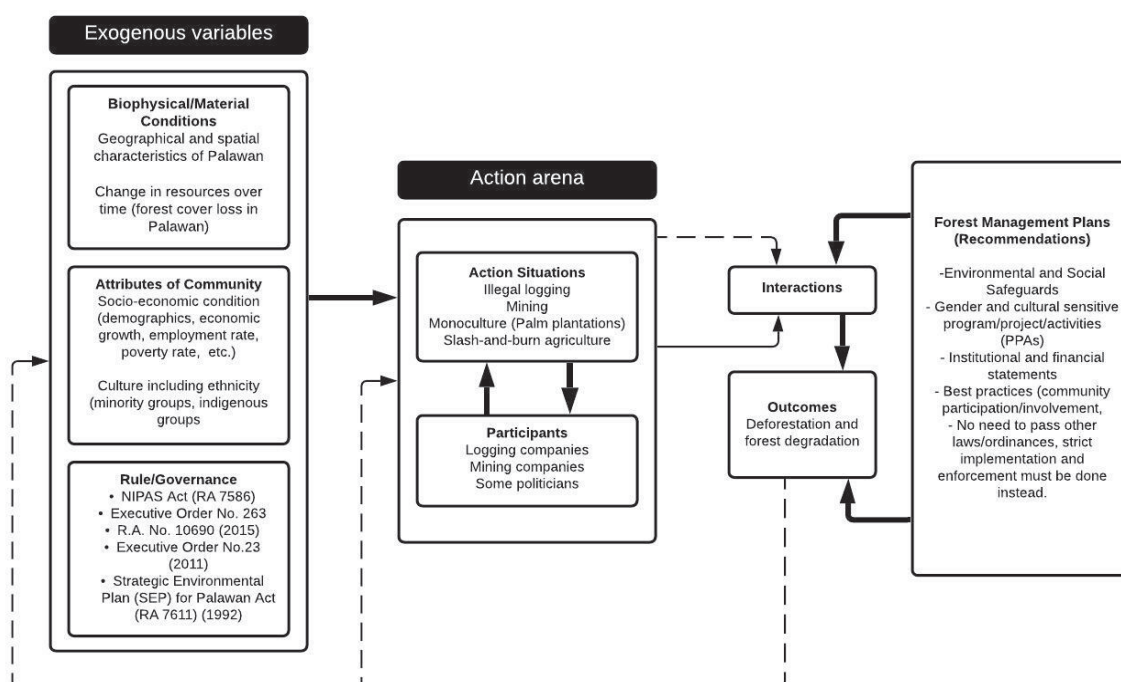 Exogenous variables
Biophysical/Material
Conditions
Geographical and spatial
characteristics of Palawan
Change in resources over
time (forest cover loss in
Palawan)
Attributes of Community
Socio-economic condition
(demographics, economic
growth, employment rate,
poverty rate, etc.)
Culture including ethnicity
(minority groups, indigenous
groups
Rule/Governance
• NIPAS Act (RA 7586)
• Executive Order No. 263
• R.A. No. 10690 (2015)
• Executive Order No.23
(2011)
• Strategic Environmental
Plan (SEP) for Palawan Act
(RA 7611) (1992)
Action arena
Action Situations
Illegal logging
Mining
Monoculture (Palm plantations)
Slash-and-burn agriculture
Participants
Logging companies
Mining companies
Some politicians
Interactions
Outcomes
Deforestation and
forest degradation
Forest Management Plans
(Recommendations)
-Environmental and Social
Safeguards
- Gender and cultural sensitive
program/project/activities
(PPAs)
- Institutional and financial
statements
- Best practices (community
participation/involvement,
- No need to pass other
laws/ordinances, strict
implementation and
enforcement must be done
instead.